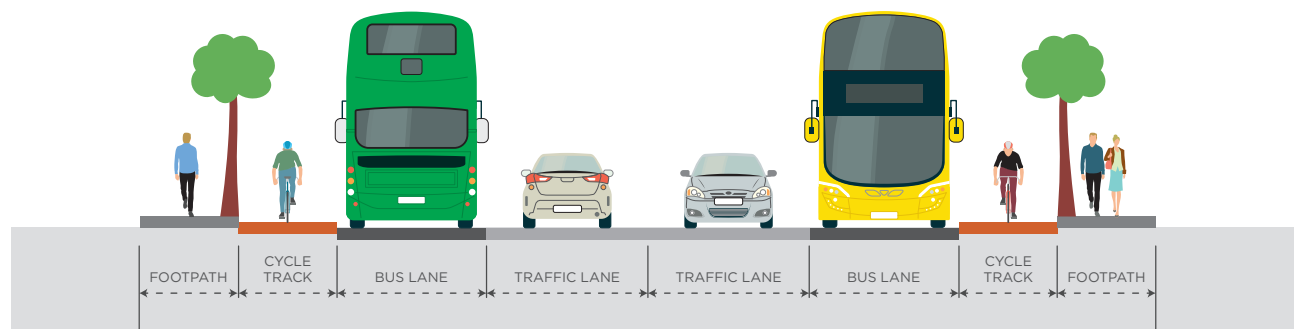 FOOTPATH
CYCLE
TRACK
BUS LANE
TRAFFIC LANE
TRAFFIC LANE
BUS LANE
CYCLE
TRACK
FOOTPATH